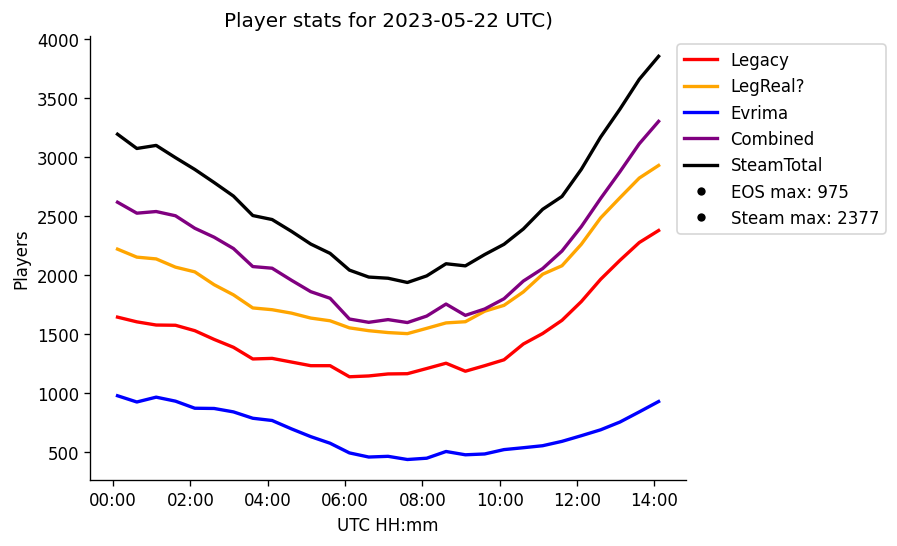 Player stats for 2023-05-22 UTC)
4000
3500
3000
2500
2000
1500
1000
500
Players
00:00 02:00 04:00 06:00 08:00 10:00 12:00 14:00
UTC HH:mm
Legacy
LegReal?
Evrima
Combined
SteamTotal
EOS max: 975
Steam max: 2377